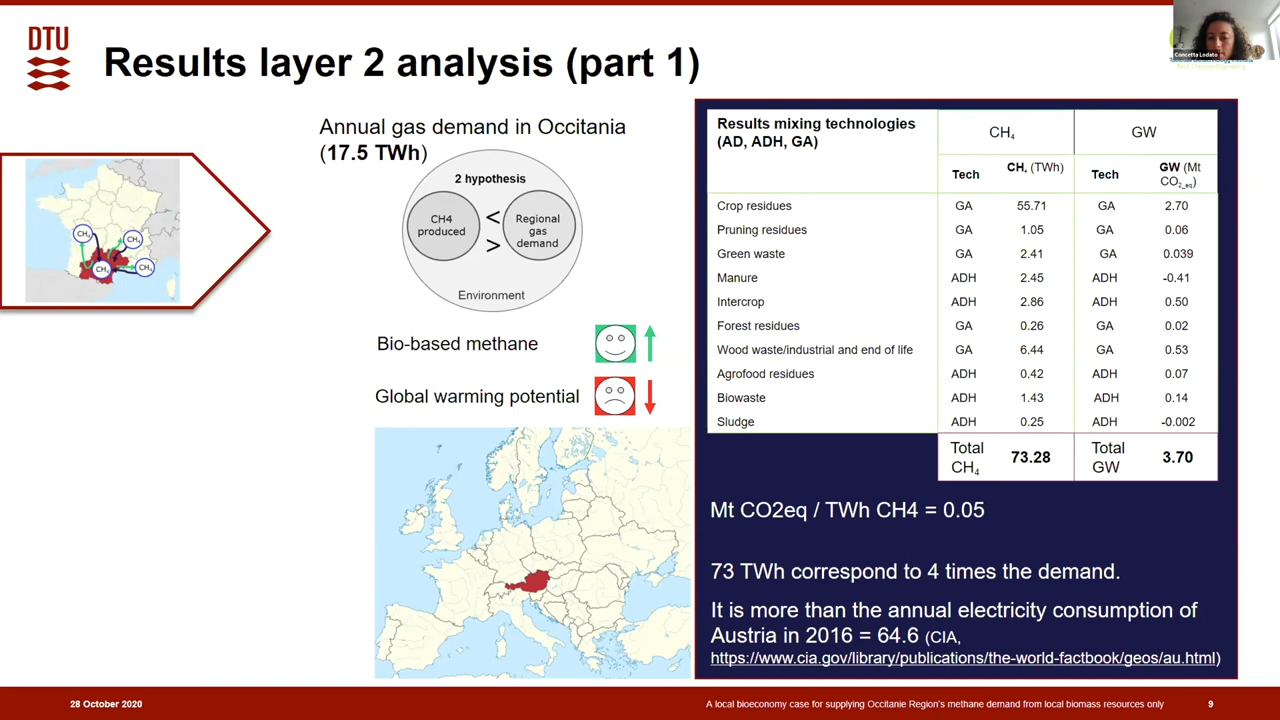 DTU
Results layer 2 analysis (part 1)
Concetta Lodato
Annual gas demand in Occitania
(17.5 TWh)
2 hypothesis
CH4
produced
<
>
Regional
gas
demand
Environment
CH₄
CH₄
CH₄
CH₄
Bio-based methane
Global warming potential
Results mixing technologies
(AD, ADH, GA)
CH₄ GW
Tech CH₄ (TWh) Tech GW (Mt
CO2_eq)
Crop residues GA 55.71 GA 2.70
Pruning residues GA 1.05 GA 0.06
Green waste GA 2.41 GA 0.039
Manure ADH 2.45 ADH -0.41
Intercrop ADH 2.86 ADH 0.50
Forest residues GA 0.26 GA 0.02
Wood waste/industrial and end of life GA 6.44 GA 0.53
Agrofood residues ADH 0.42 ADH 0.07
Biowaste ADH 1.43 ADH 0.14
Sludge ADH 0.25 ADH -0.002
Total
CH₄ 73.28 Total
GW 3.70
Mt CO2eq / TWh CH4 = 0.05
73 TWh correspond to 4 times the demand.
It is more than the annual electricity consumption of
Austria in 2016 = 64.6 (CIA,
https://www.cia.gov/library/publications/the-world-factbook/geos/au.html)
28 October 2020
A local bioeconomy case for supplying Occitanie Region's methane demand from local biomass resources only
9